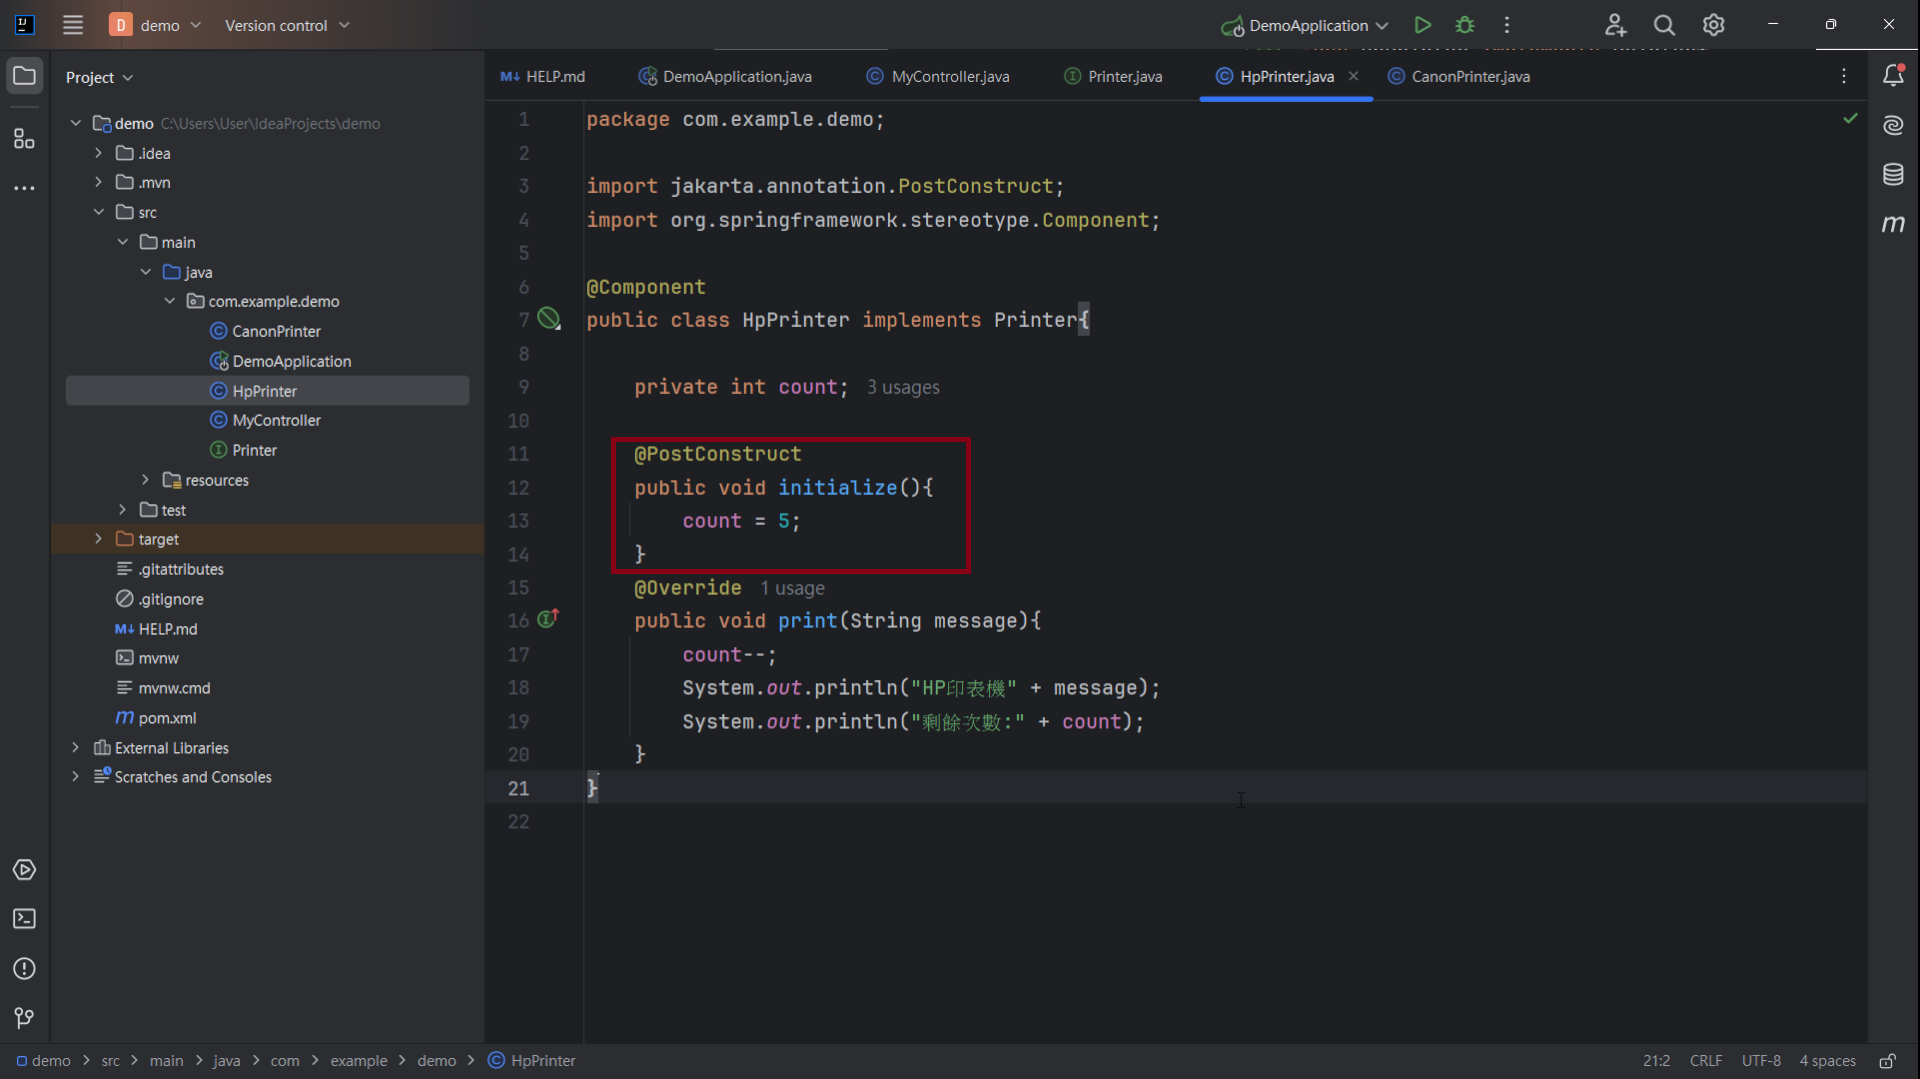 D demo Version control DemoApplication
Project
HELP.md DemoApplication.java MyController.java Printer.java HpPrinter.java CanonPrinter.java
demo C:\Users\User\IdeaProjects\demo
.idea
.mvn
src
main
java
com.example.demo
CanonPrinter
DemoApplication
HpPrinter
MyController
Printer
resources
test
target
.gitattributes
.gitignore
HELP.md
mvnw
mvnw.cmd
pom.xml
External Libraries
Scratches and Consoles
1 package com.example.demo;
2
3 import jakarta.annotation.PostConstruct;
4 import org.springframework.stereotype.Component;
5
6 @Component
7 public class HpPrinter implements Printer{
8
9 private int count; 3 usages
10
11 @PostConstruct
12 public void initialize(){
13 count = 5;
14 }
15 @Override 1 usage
16 public void print(String message){
17 count--;
18 System.out.println("HP印表機" + message);
19 System.out.println("剩餘次數:" + count);
20 }
21 }
22
demo > src > main > java > com > example > demo > HpPrinter 21:2 CRLF UTF-8 4 spaces